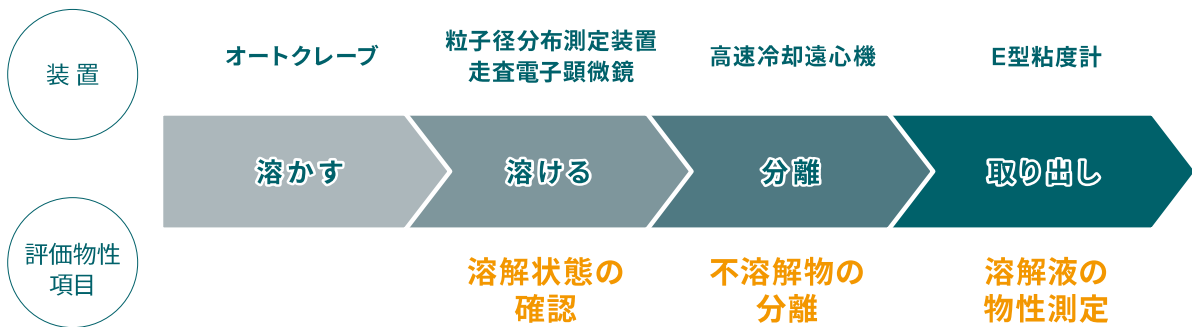 装置
オートクレーブ
粒子径分布測定装置
走査電子顕微鏡
高速冷却遠心機
E型粘度計
溶かす
溶ける
分離
取り出し
評価物性
項目
溶解状態の
確認
不溶解物の
分離
溶解液の
物性測定